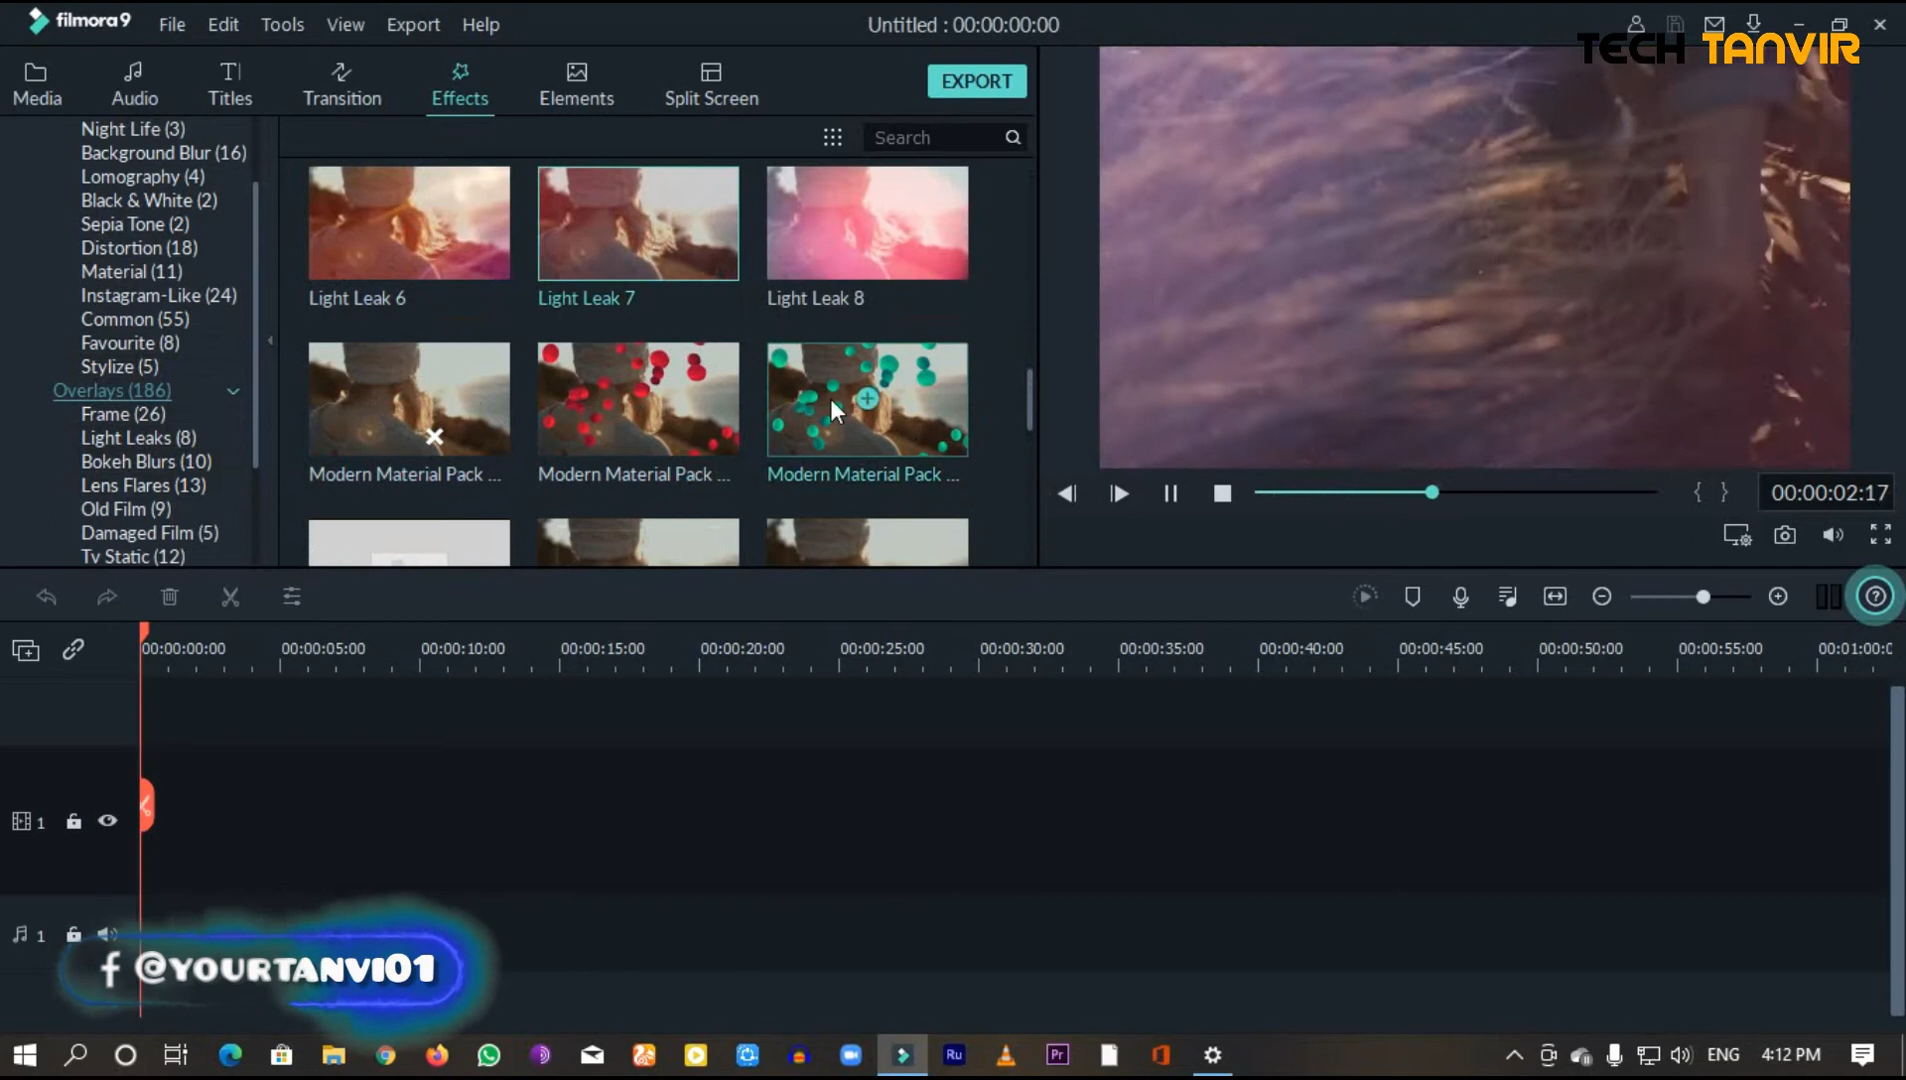 filmora9 File Edit Tools View Export Help Untitled : 00:00:00:00
TECH TANVIR
Media Audio Titles Transition Effects Elements Split Screen EXPORT
Search
Night Life (3)
Background Blur (16)
Lomography (4)
Black & White (2)
Sepia Tone (2)
Distortion (18)
Material (11)
Instagram-Like (24)
Common (55)
Favourite (8)
Stylize (5)
Overlays (186)
Frame (26)
Light Leaks (8)
Bokeh Blurs (10)
Lens Flares (13)
Old Film (9)
Damaged Film (5)
Tv Static (12)
Light Leak 6 Light Leak 7 Light Leak 8
Modern Material Pack ... Modern Material Pack ... Modern Material Pack ...
00:00:02:17
00:00:00:00 00:00:05:00 00:00:10:00 00:00:15:00 00:00:20:00 00:00:25:00 00:00:30:00 00:00:35:00 00:00:40:00 00:00:45:00 00:00:50:00 00:00:55:00 00:01:00:0
1
1
f @YOURTANVI01
Ru Pr ENG 4:12 PM